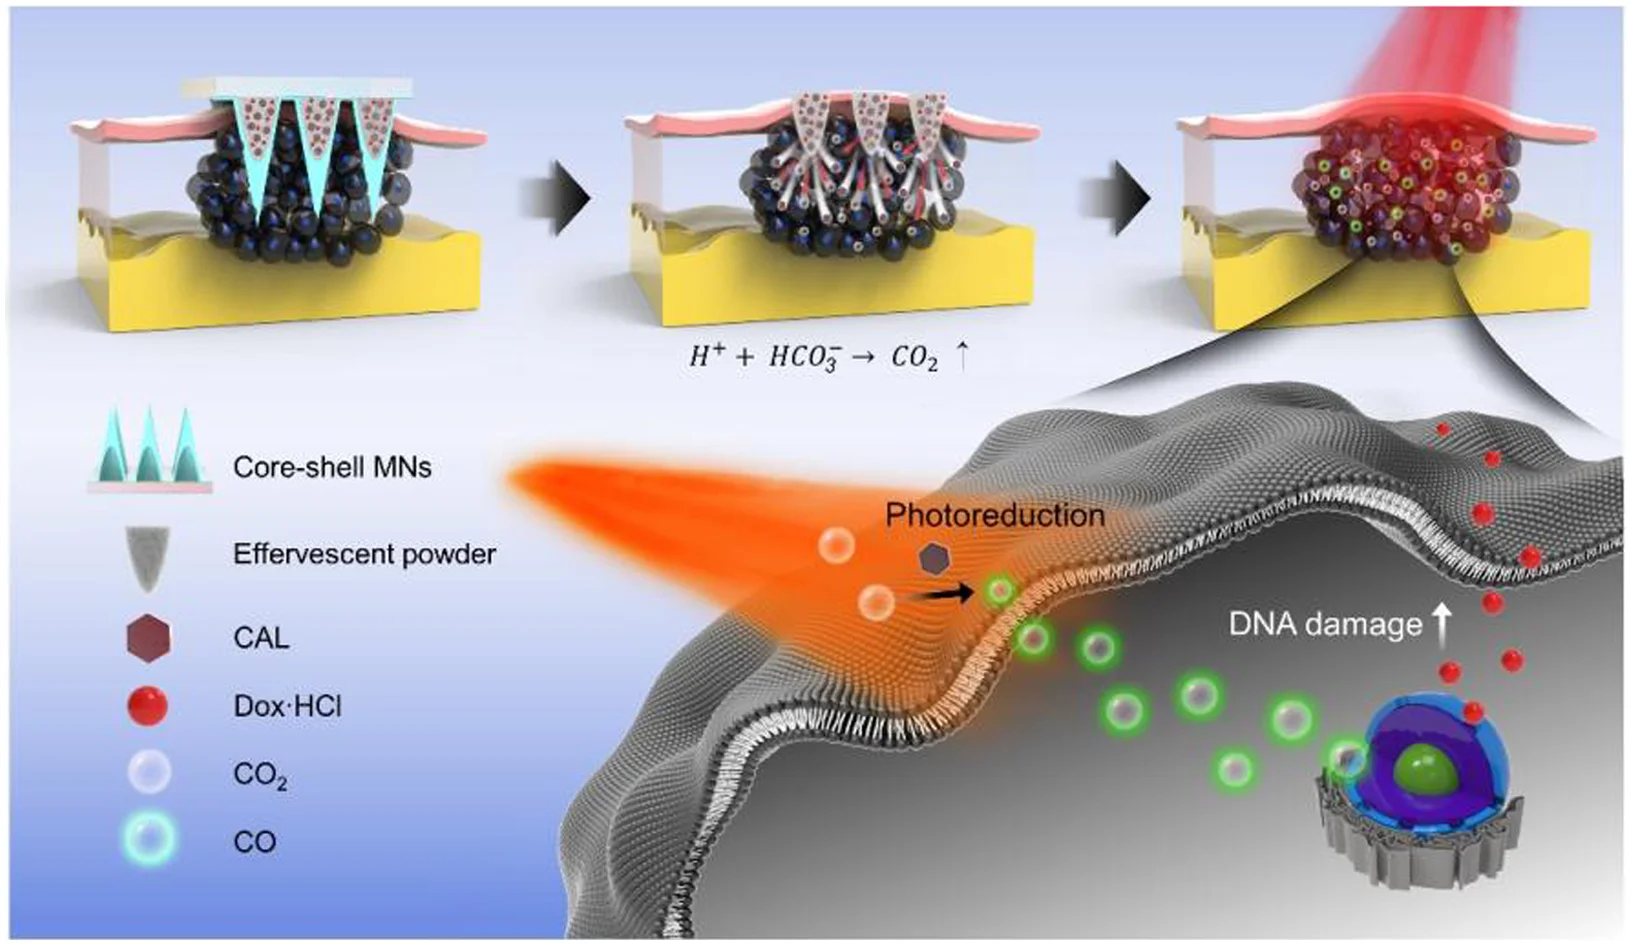 H⁺ + HCO₃⁻ → CO₂ ↑
Core-shell MNs
Effervescent powder
CAL
Dox·HCl
CO₂
CO
Photoreduction
DNA damage ↑